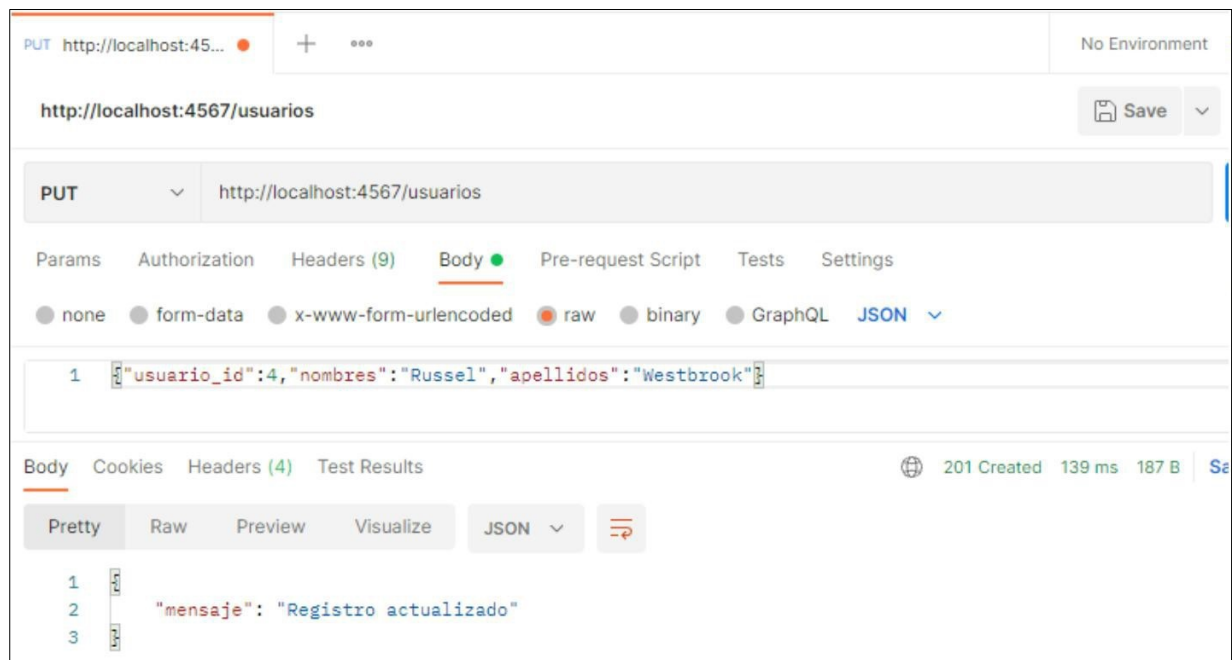 PUT http://localhost:45... + ooo No Environment
http://localhost:4567/usuarios Save
PUT http://localhost:4567/usuarios
Params Authorization Headers (9) Body Pre-request Script Tests Settings
none form-data x-www-form-urlencoded raw binary GraphQL JSON
1 {"usuario_id":4,"nombres":"Russel","apellidos":"Westbrook"}
Body Cookies Headers (4) Test Results 201 Created 139 ms 187 B Sa
Pretty Raw Preview Visualize JSON
1 {
2 "mensaje": "Registro actualizado"
3 }